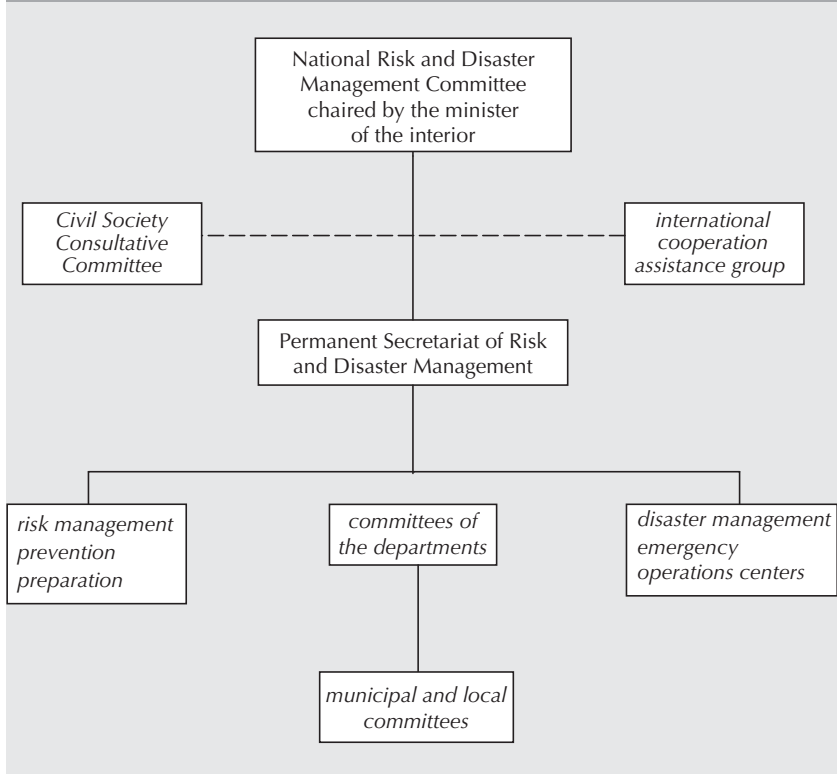 National Risk and Disaster
Management Committee
chaired by the minister
of the interior
Civil Society
Consultative
Committee
international
cooperation
assistance group
Permanent Secretariat of Risk
and Disaster Management
risk management
prevention
preparation
committees of
the departments
disaster management
emergency
operations centers
municipal and local
committees